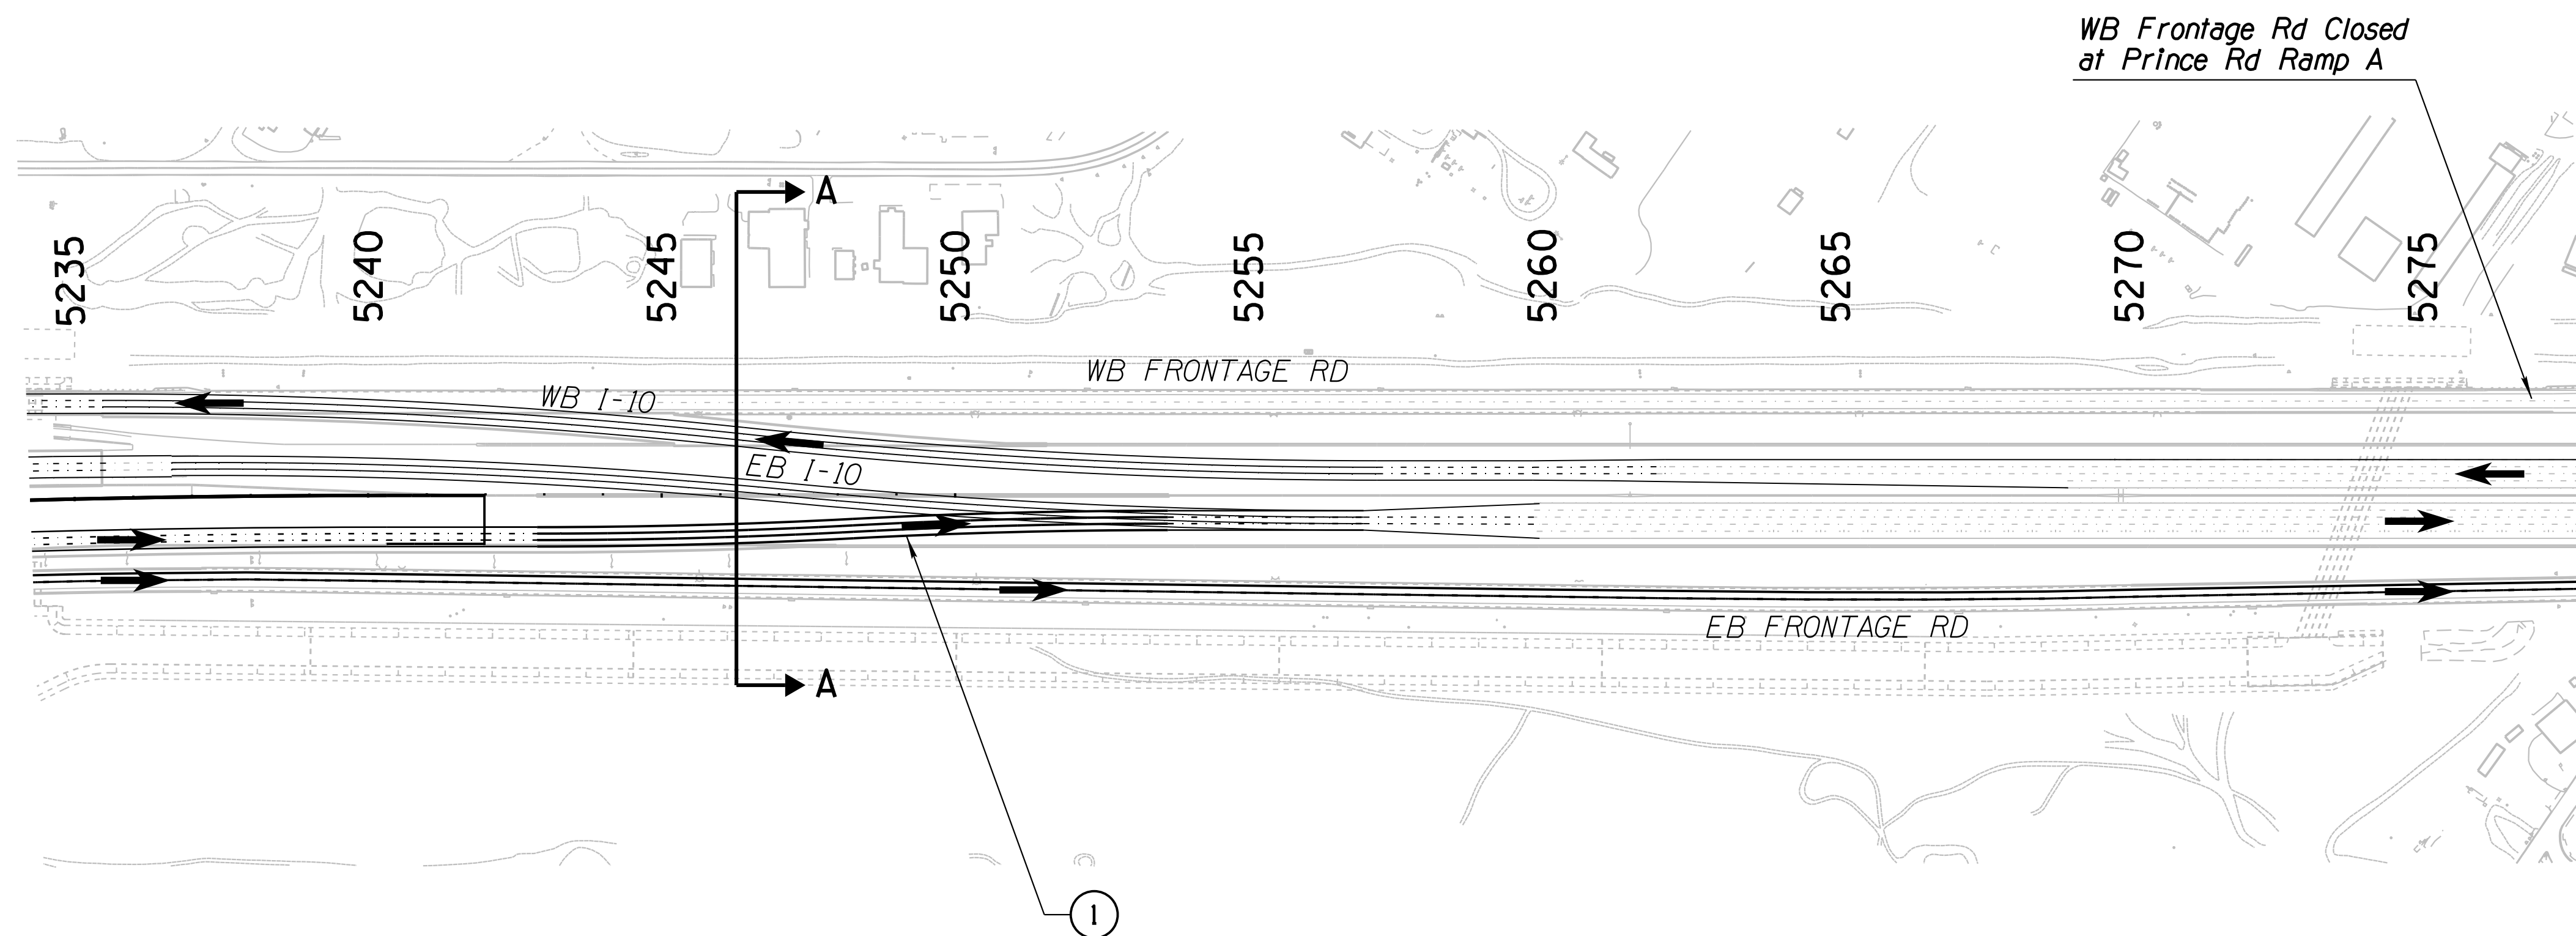 WB Frontage Rd Closed
at Prince Rd Ramp A
A
5235
5240
5245
5250
5255
5260
5265
5270
5275
WB FRONTAGE RD
WB I-10
EB I-10
EB FRONTAGE RD
A
1